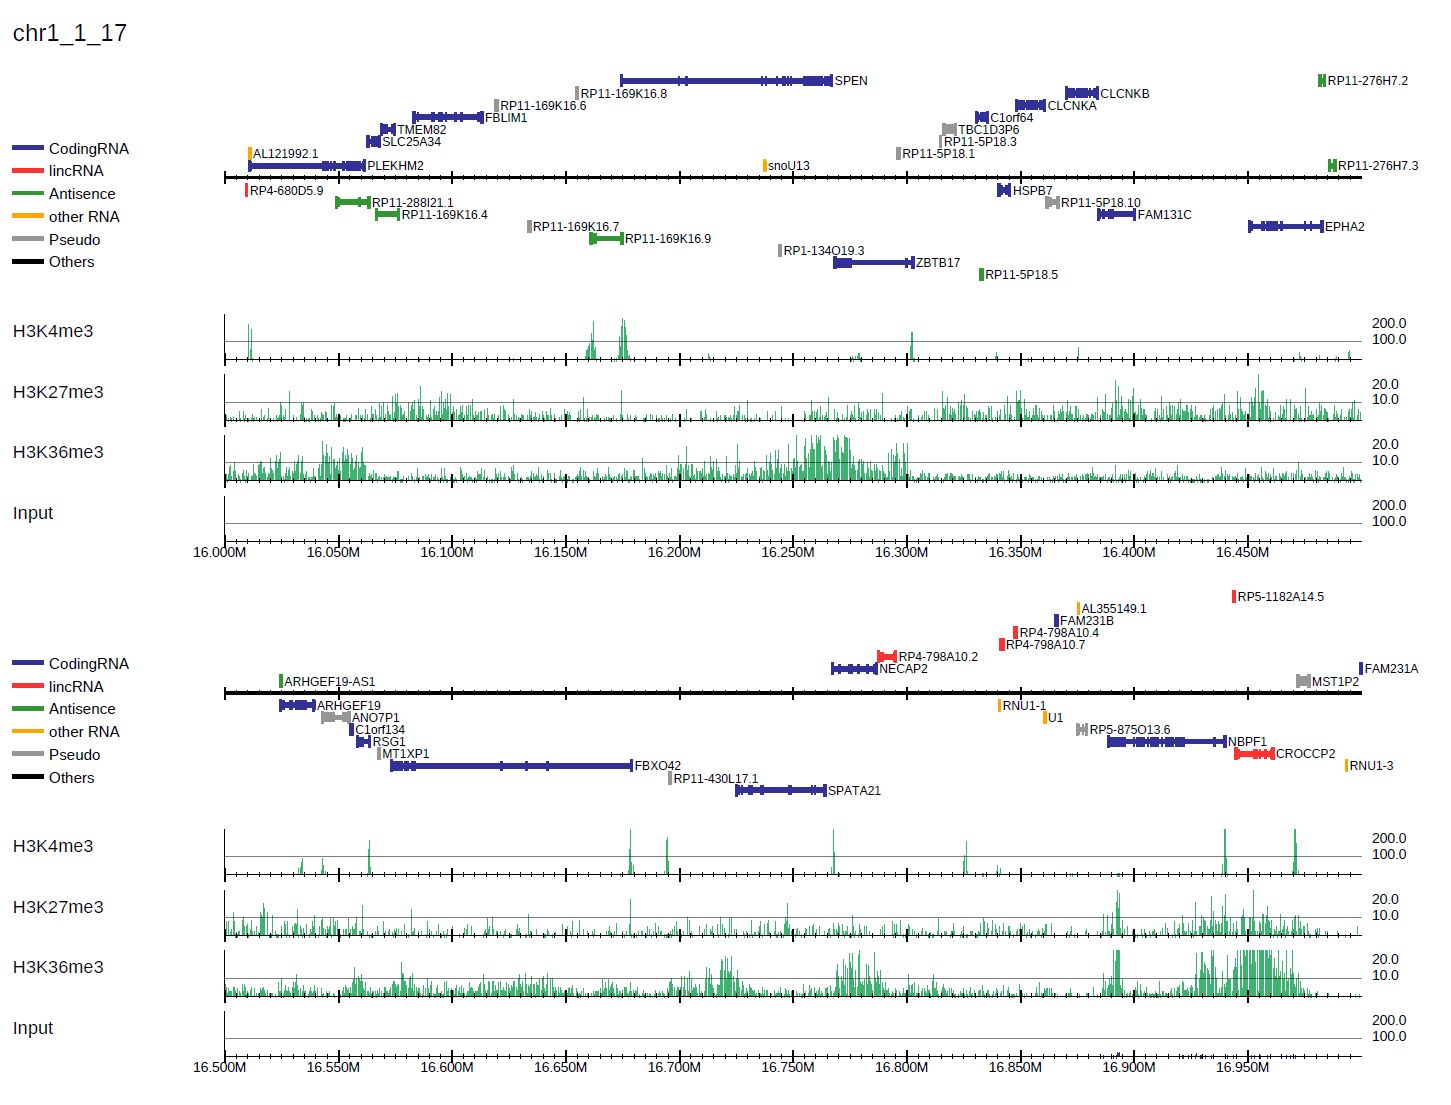 chr1_1_17
SPEN
RP11-276H7.2
RP11-169K16.8
CLCNKB
RP11-169K16.6
CLCNKA
FBLIM1
C1orf64
TMEM82
TBC1D3P6
SLC25A34
RP11-5P18.3
AL121992.1
RP11-5P18.1
PLEKHM2
snoU13
RP11-276H7.3
CodingRNA
lincRNA
Antisence
other RNA
Pseudo
Others
RP4-680D5.9
HSPB7
RP11-288I21.1
RP11-5P18.10
RP11-169K16.4
FAM131C
RP11-169K16.7
EPHA2
RP11-169K16.9
RP1-134O19.3
ZBTB17
RP11-5P18.5
H3K4me3
200.0
100.0
H3K27me3
20.0
10.0
H3K36me3
20.0
10.0
Input
200.0
100.0
16.000M 16.050M 16.100M 16.150M 16.200M 16.250M 16.300M 16.350M 16.400M 16.450M
RP5-1182A14.5
AL355149.1
FAM231B
RP4-798A10.4
RP4-798A10.7
RP4-798A10.2
NECAP2
FAM231A
ARHGEF19-AS1
MST1P2
CodingRNA
lincRNA
Antisence
other RNA
Pseudo
Others
ARHGEF19
RNU1-1
ANO7P1
U1
C1orf134
RP5-875O13.6
RSG1
NBPF1
MT1XP1
CROCCP2
FBXO42
RNU1-3
RP11-430L17.1
SPATA21
H3K4me3
200.0
100.0
H3K27me3
20.0
10.0
H3K36me3
20.0
10.0
Input
200.0
100.0
16.500M 16.550M 16.600M 16.650M 16.700M 16.750M 16.800M 16.850M 16.900M 16.950M